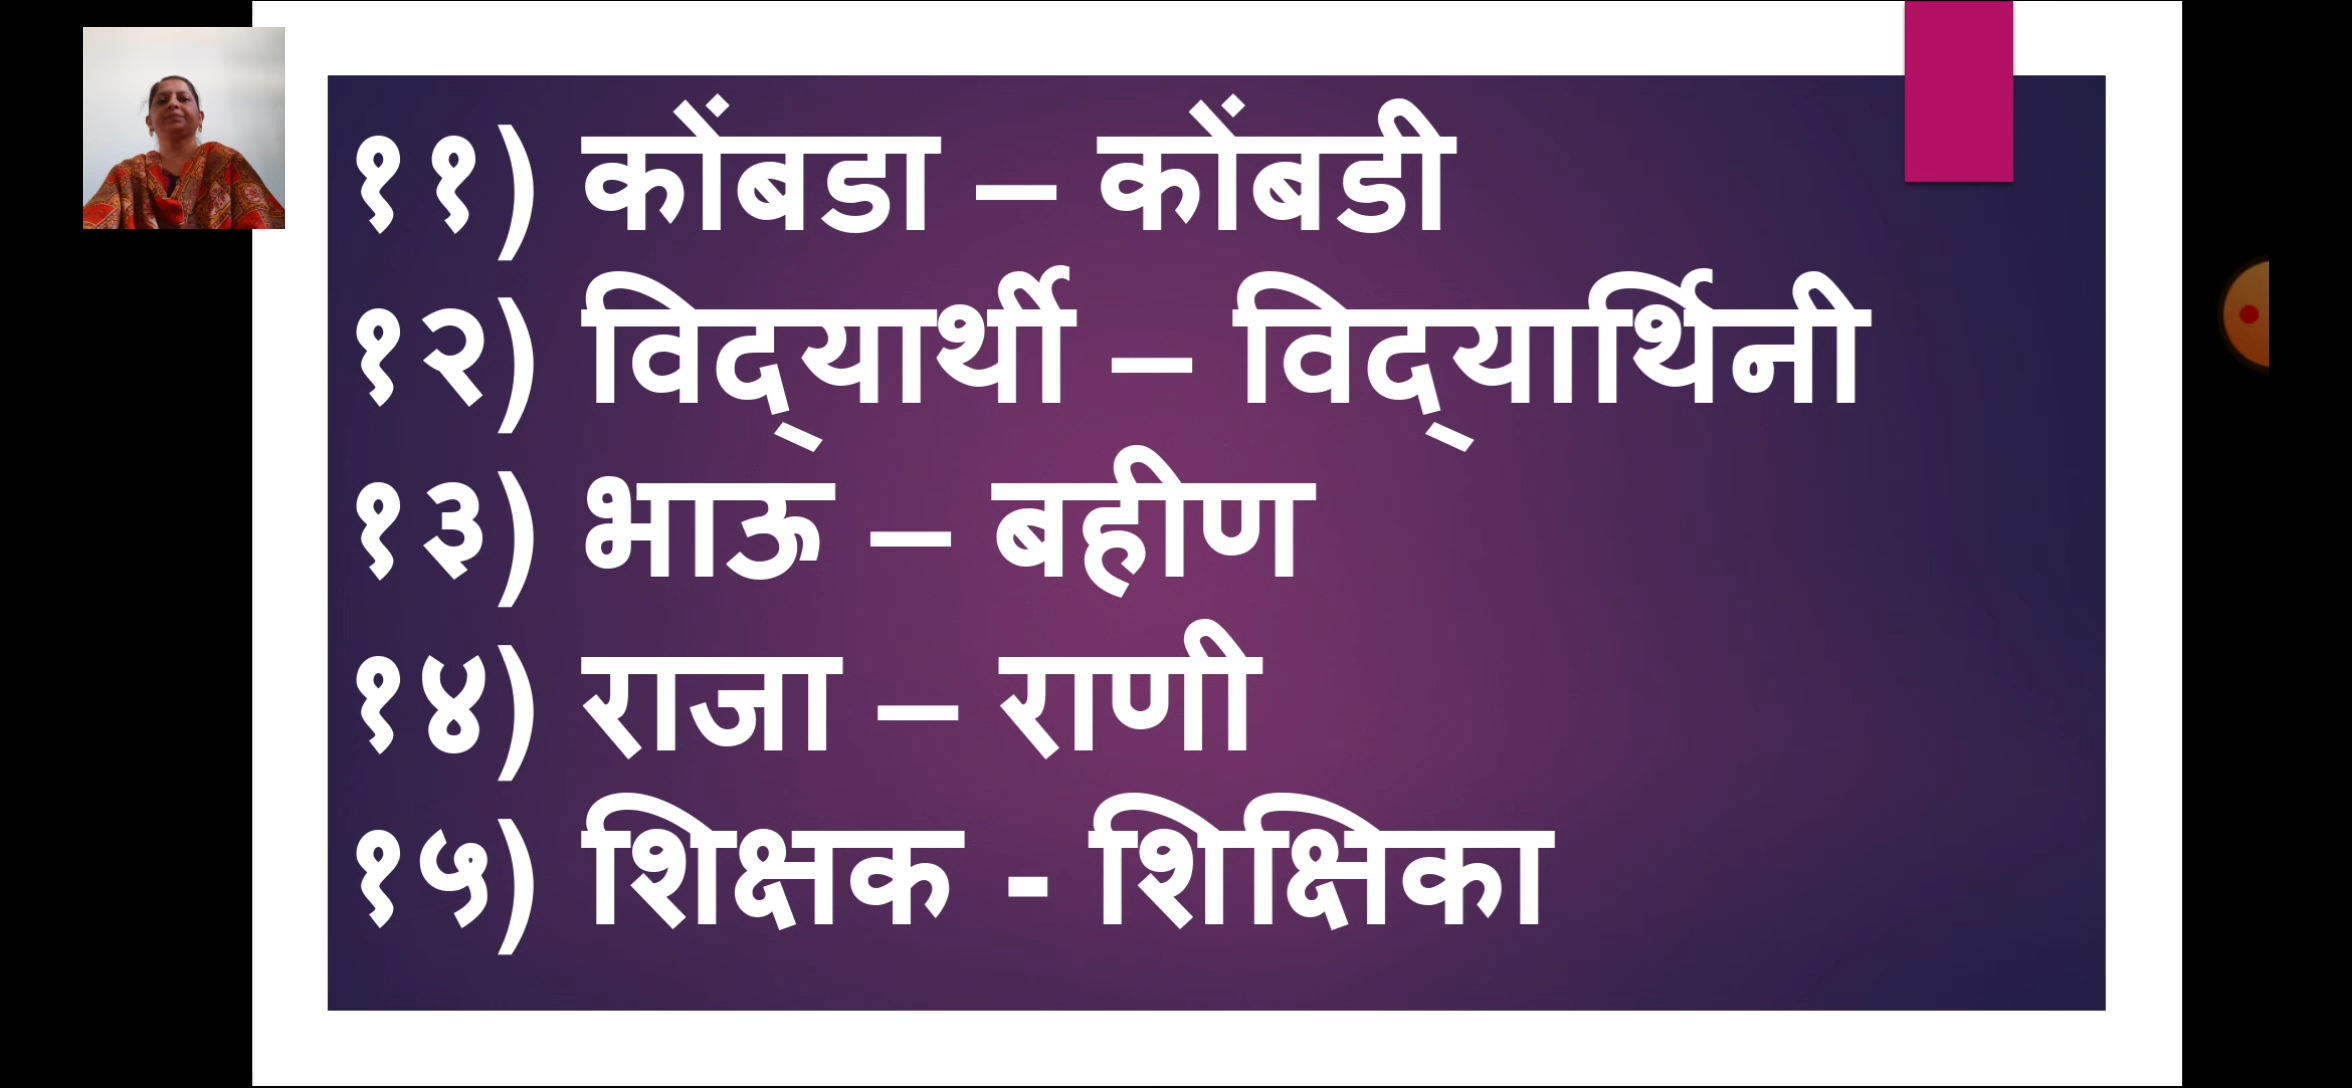 ११) कोंबडा – कोंबडी
१२) विद्‌यार्थी – विद्‌यार्थिनी
१३) भाऊ – बहीण
१४) राजा – राणी
१५) शिक्षक - शिक्षिका